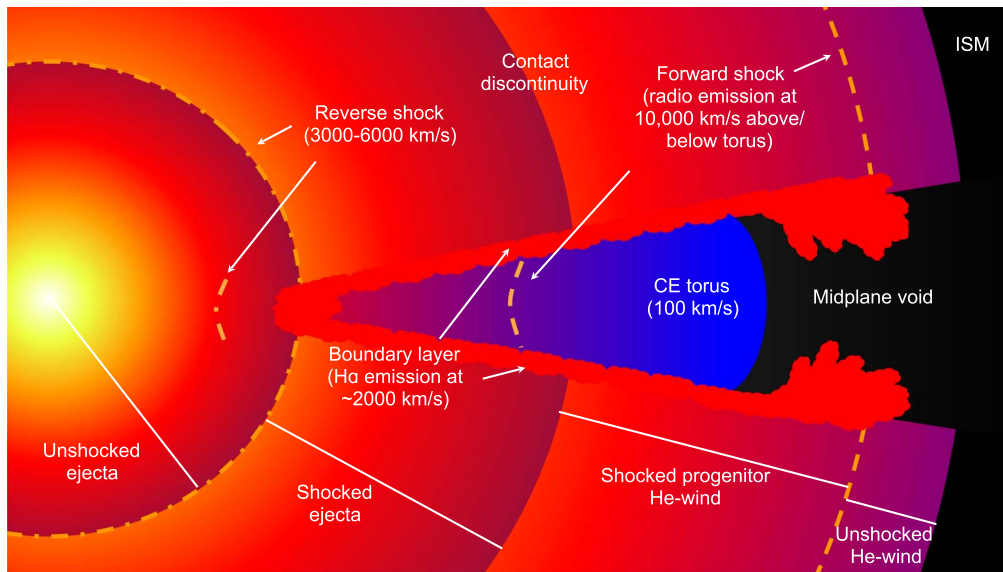 ISM
Contact
discontinuity
Forward shock
(radio emission at
10,000 km/s above/
below torus)
Reverse shock
(3000-6000 km/s)
CE torus
(100 km/s)
Midplane void
Boundary layer
(Hα emission at
~2000 km/s)
Unshocked
ejecta
Shocked
ejecta
Shocked progenitor
He-wind
Unshocked
He-wind